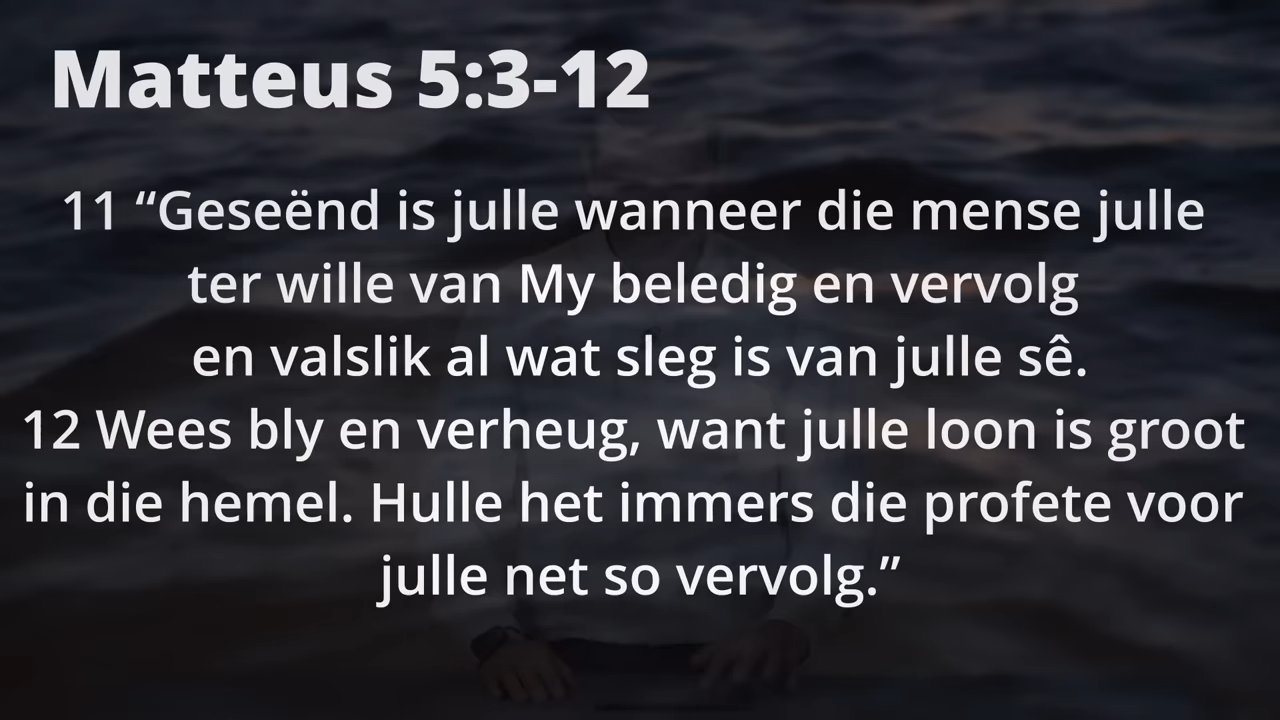 Matteus 5:3-12
11 “Geseënd is julle wanneer die mense julle
ter wille van My beledig en vervolg
en valslik al wat sleg is van julle sê.
12 Wees bly en verheug, want julle loon is groot
in die hemel. Hulle het immers die profete voor
julle net so vervolg.”